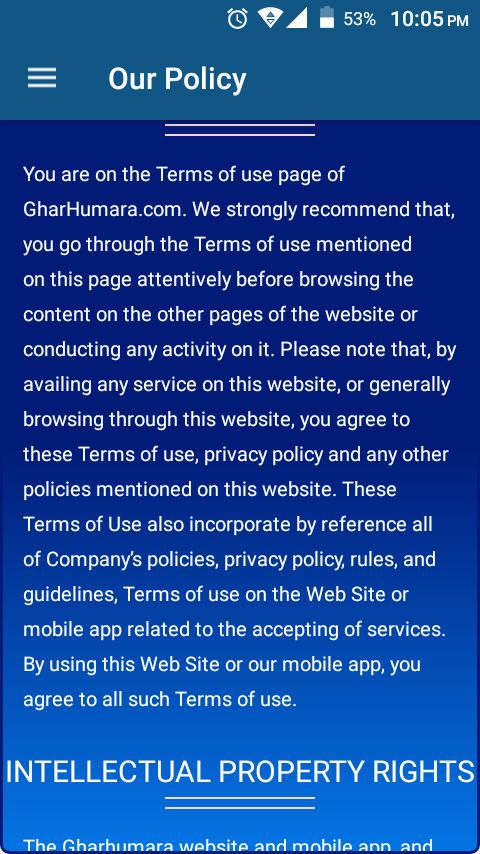 53% 10:05 PM
Our Policy
You are on the Terms of use page of
GharHumara.com. We strongly recommend that,
you go through the Terms of use mentioned
on this page attentively before browsing the
content on the other pages of the website or
conducting any activity on it. Please note that, by
availing any service on this website, or generally
browsing through this website, you agree to
these Terms of use, privacy policy and any other
policies mentioned on this website. These
Terms of Use also incorporate by reference all
of Company’s policies, privacy policy, rules, and
guidelines, Terms of use on the Web Site or
mobile app related to the accepting of services.
By using this Web Site or our mobile app, you
agree to all such Terms of use.
INTELLECTUAL PROPERTY RIGHTS
The Gharhumara website and mobile app, and